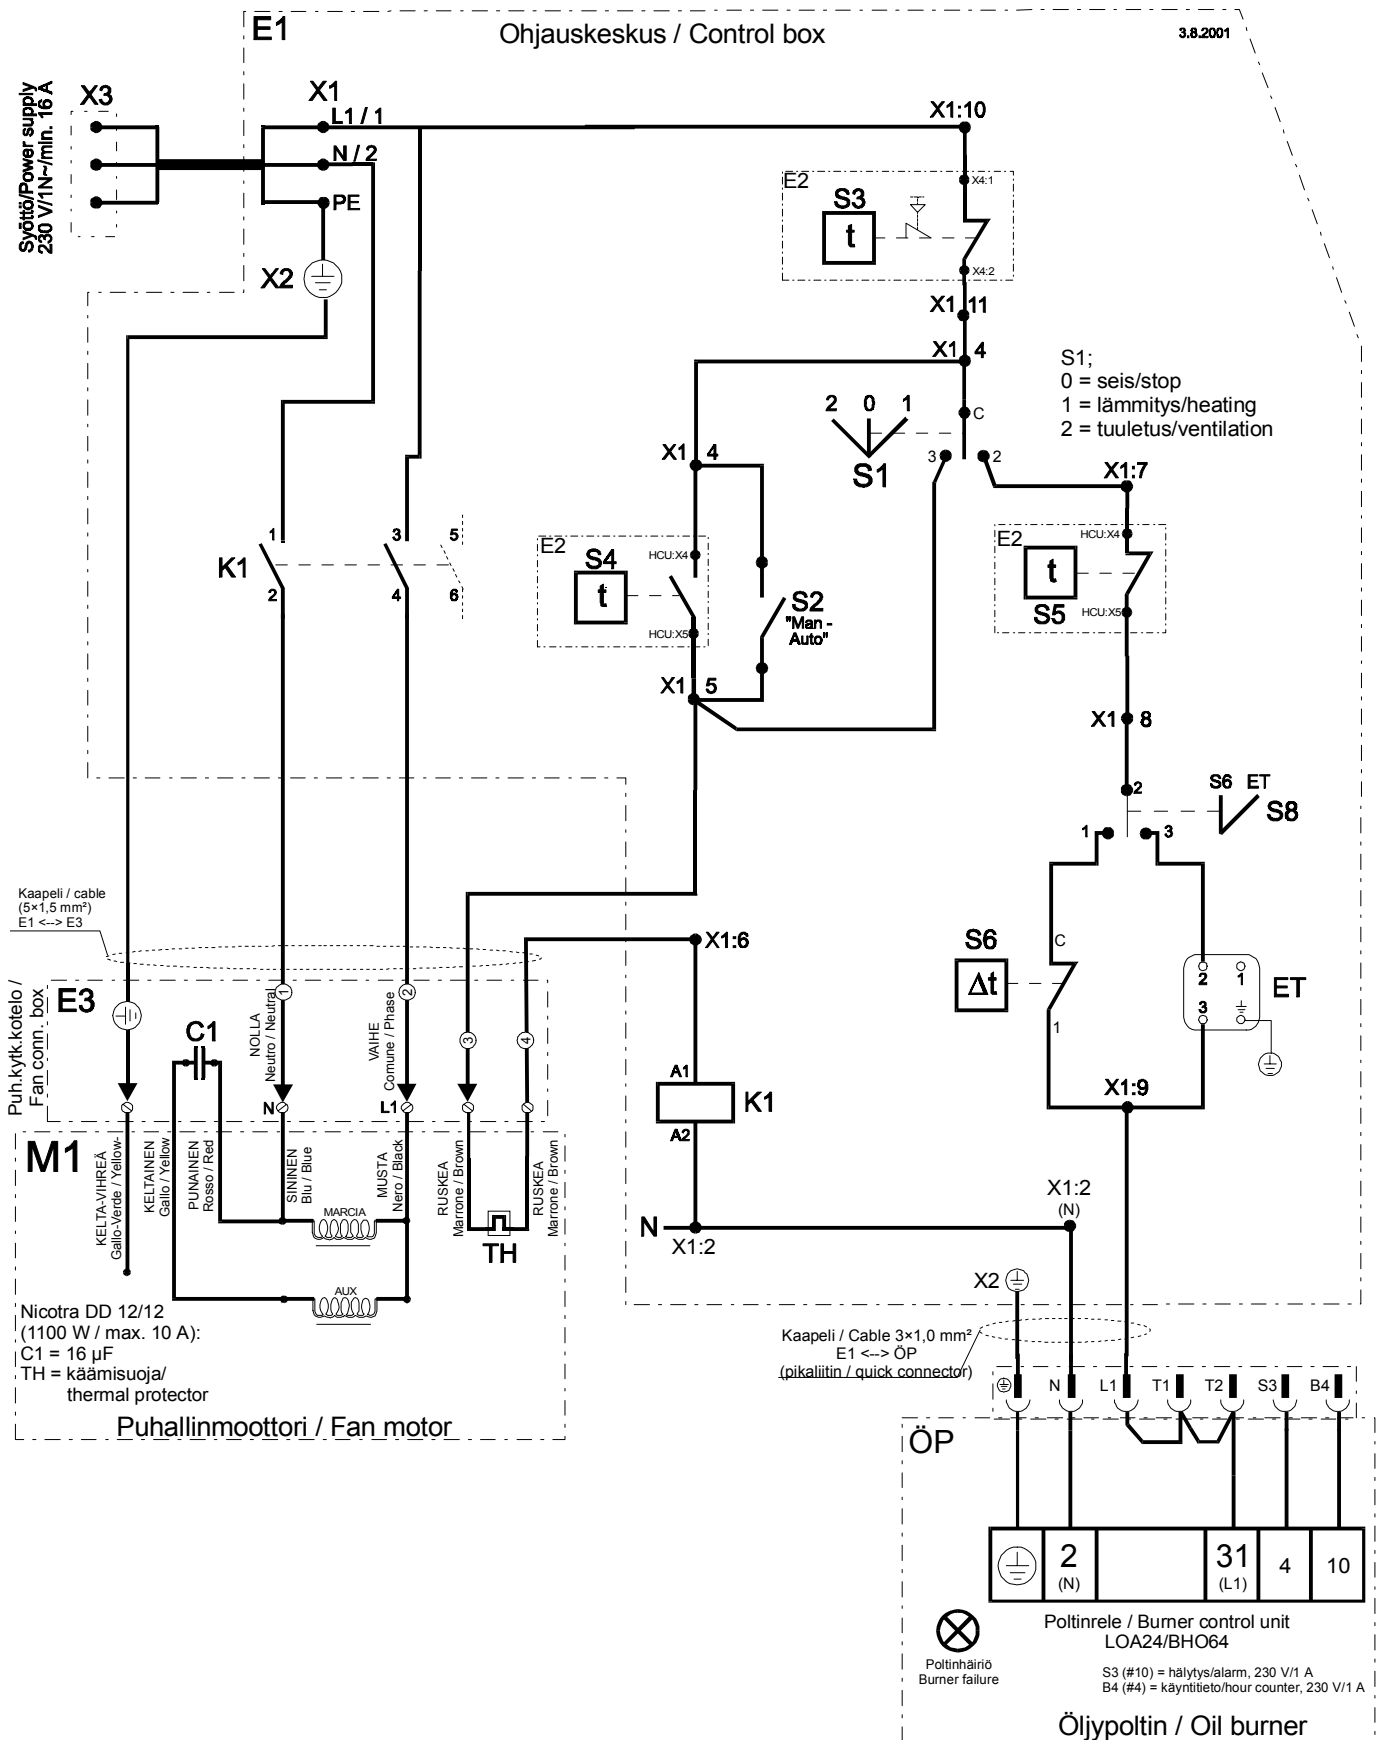 E1
Ohjauskeskus / Control box
3.8.2001
Syöttö/Power supply
230 V/1N~/min. 16 A
X3
X1
L1 / 1
N / 2
PE
X2
X1:10
E2
S3
t
X4:1
X4:2
X1 11
X1 4
S1;
0 = seis/stop
1 = lämmitys/heating
2 = tuuletus/ventilation
2 0 1
S1
C
3
2
X1 4
X1:7
K1
1
2
3
4
5
6
E2
S4
t
HCU:X4
HCU:X5
S2
"Man -
Auto"
E2
t
S5
HCU:X4
HCU:X5
X1 5
X1 8
2
S6 ET
S8
1
3
Kaapeli / cable
(5×1,5 mm²)
E1 <--> E3
X1:6
S6
Δt
C
1
2
1
3
ET
Puh.kytk.kotelo /
Fan conn. box
E3
C1
NOLLA
Neutro / Neutral
1
VAIHE
Comune / Phase
2
3
4
N
L1
A1
K1
A2
X1:9
M1
KELTA-VIHREÄ
Gallo-Verde / Yellow-
KELTAINEN
Gallo / Yellow
PUNAINEN
Rosso / Red
SININEN
Blu / Blue
MUSTA
Nero / Black
RUSKEA
Marrone / Brown
RUSKEA
Marrone / Brown
MARCIA
AUX
TH
N
X1:2
X1:2
(N)
X2
Nicotra DD 12/12
(1100 W / max. 10 A):
C1 = 16 µF
TH = käämisuoja/
thermal protector
Puhallinmoottori / Fan motor
Kaapeli / Cable 3×1,0 mm²
E1 <--> ÖP
(pikaliitin / quick connector)
N
L1
T1
T2
S3
B4
ÖP
2
(N)
31
(L1)
4
10
Poltinrele / Burner control unit
LOA24/BHO64
Poltinhäiriö
Burner failure
S3 (#10) = hälytys/alarm, 230 V/1 A
B4 (#4) = käyntitieto/hour counter, 230 V/1 A
Öljypoltin / Oil burner